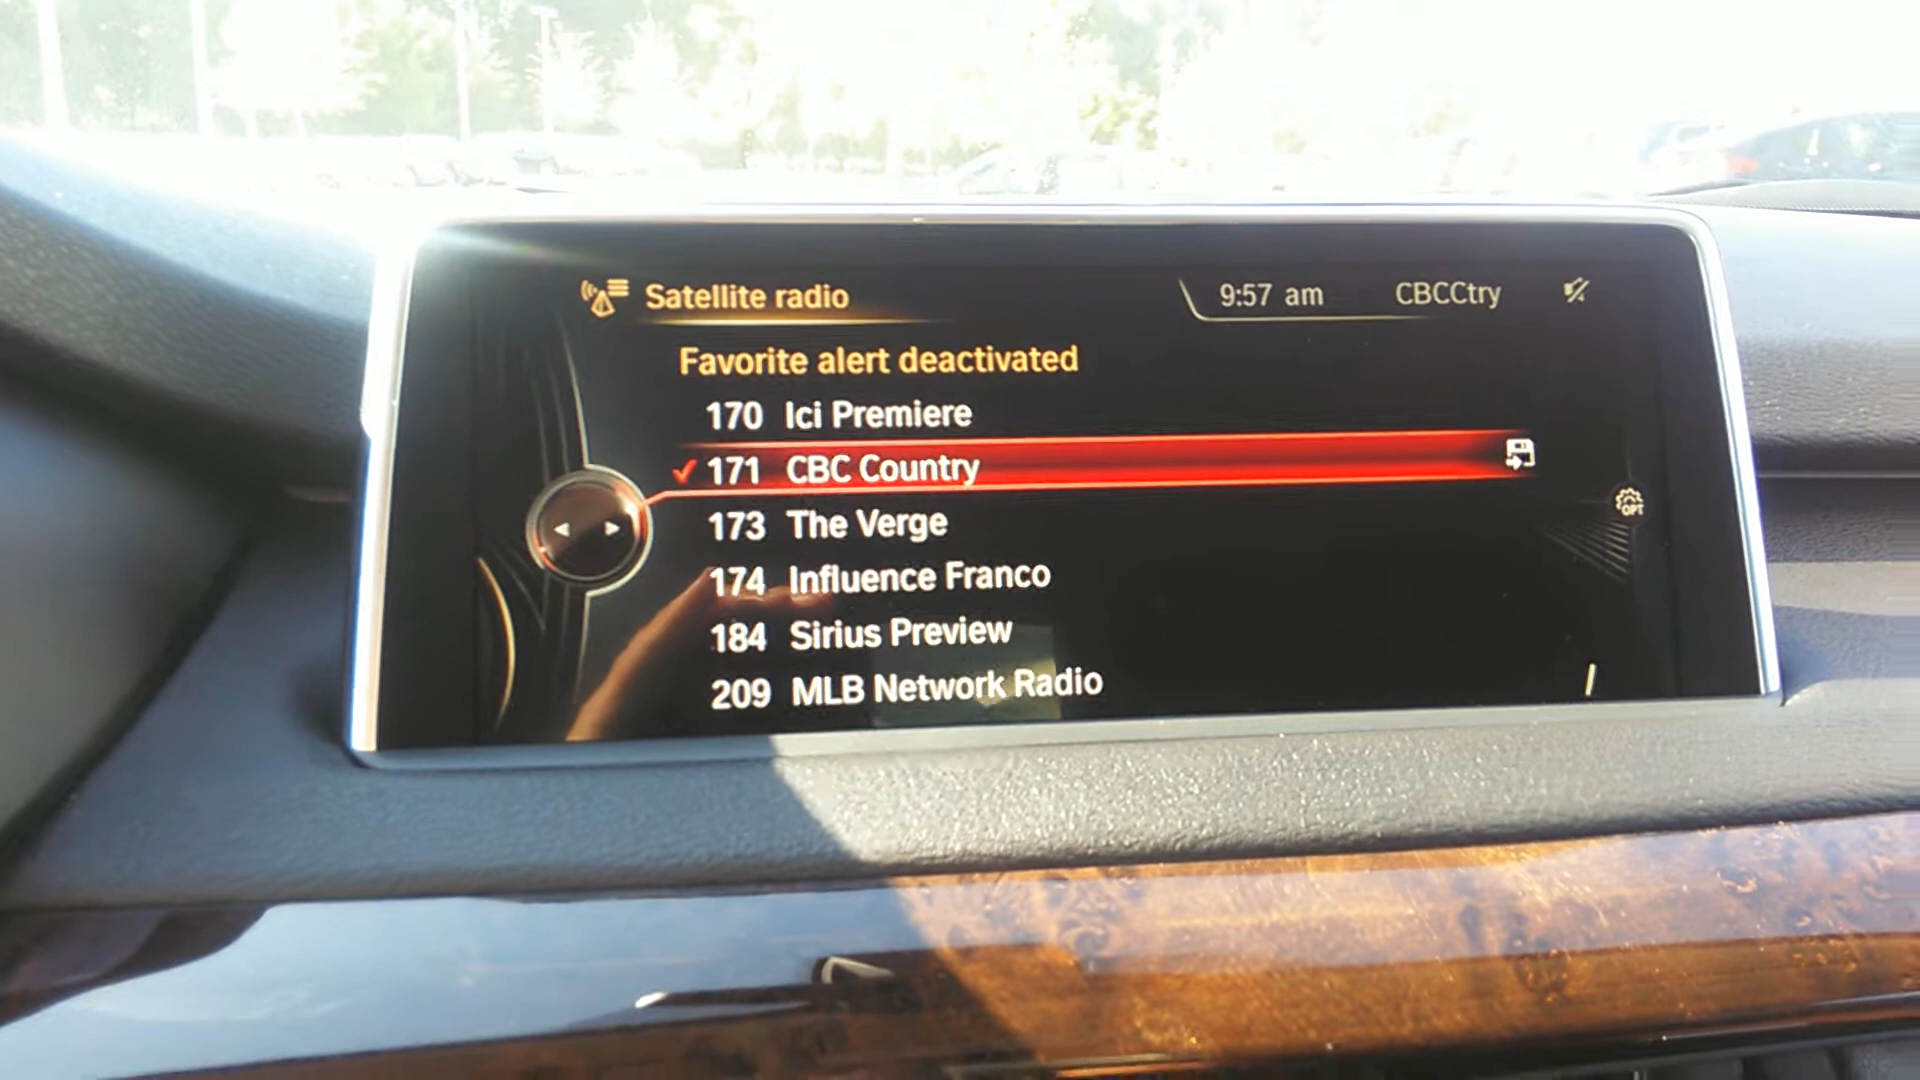 Satellite radio
9:57 am
CBCCtry
Favorite alert deactivated
170 Ici Premiere
171 CBC Country
173 The Verge
174 Influence Franco
184 Sirius Preview
209 MLB Network Radio
OPT